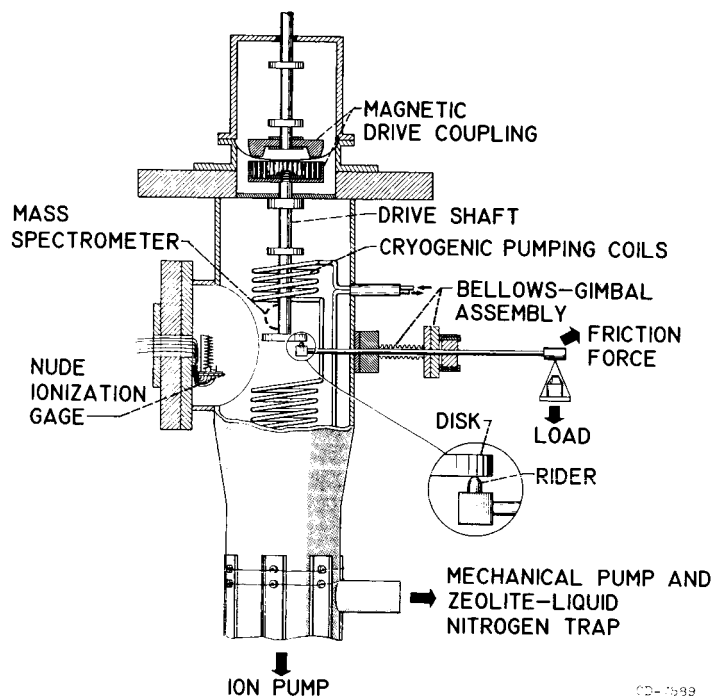 MAGNETIC
DRIVE COUPLING
MASS
SPECTROMETER
DRIVE SHAFT
CRYOGENIC PUMPING COILS
BELLOWS-GIMBAL
ASSEMBLY
FRICTION
FORCE
NUDE
IONIZATION
GAGE
LOAD
DISK
RIDER
MECHANICAL PUMP AND
ZEOLITE-LIQUID
NITROGEN TRAP
ION PUMP